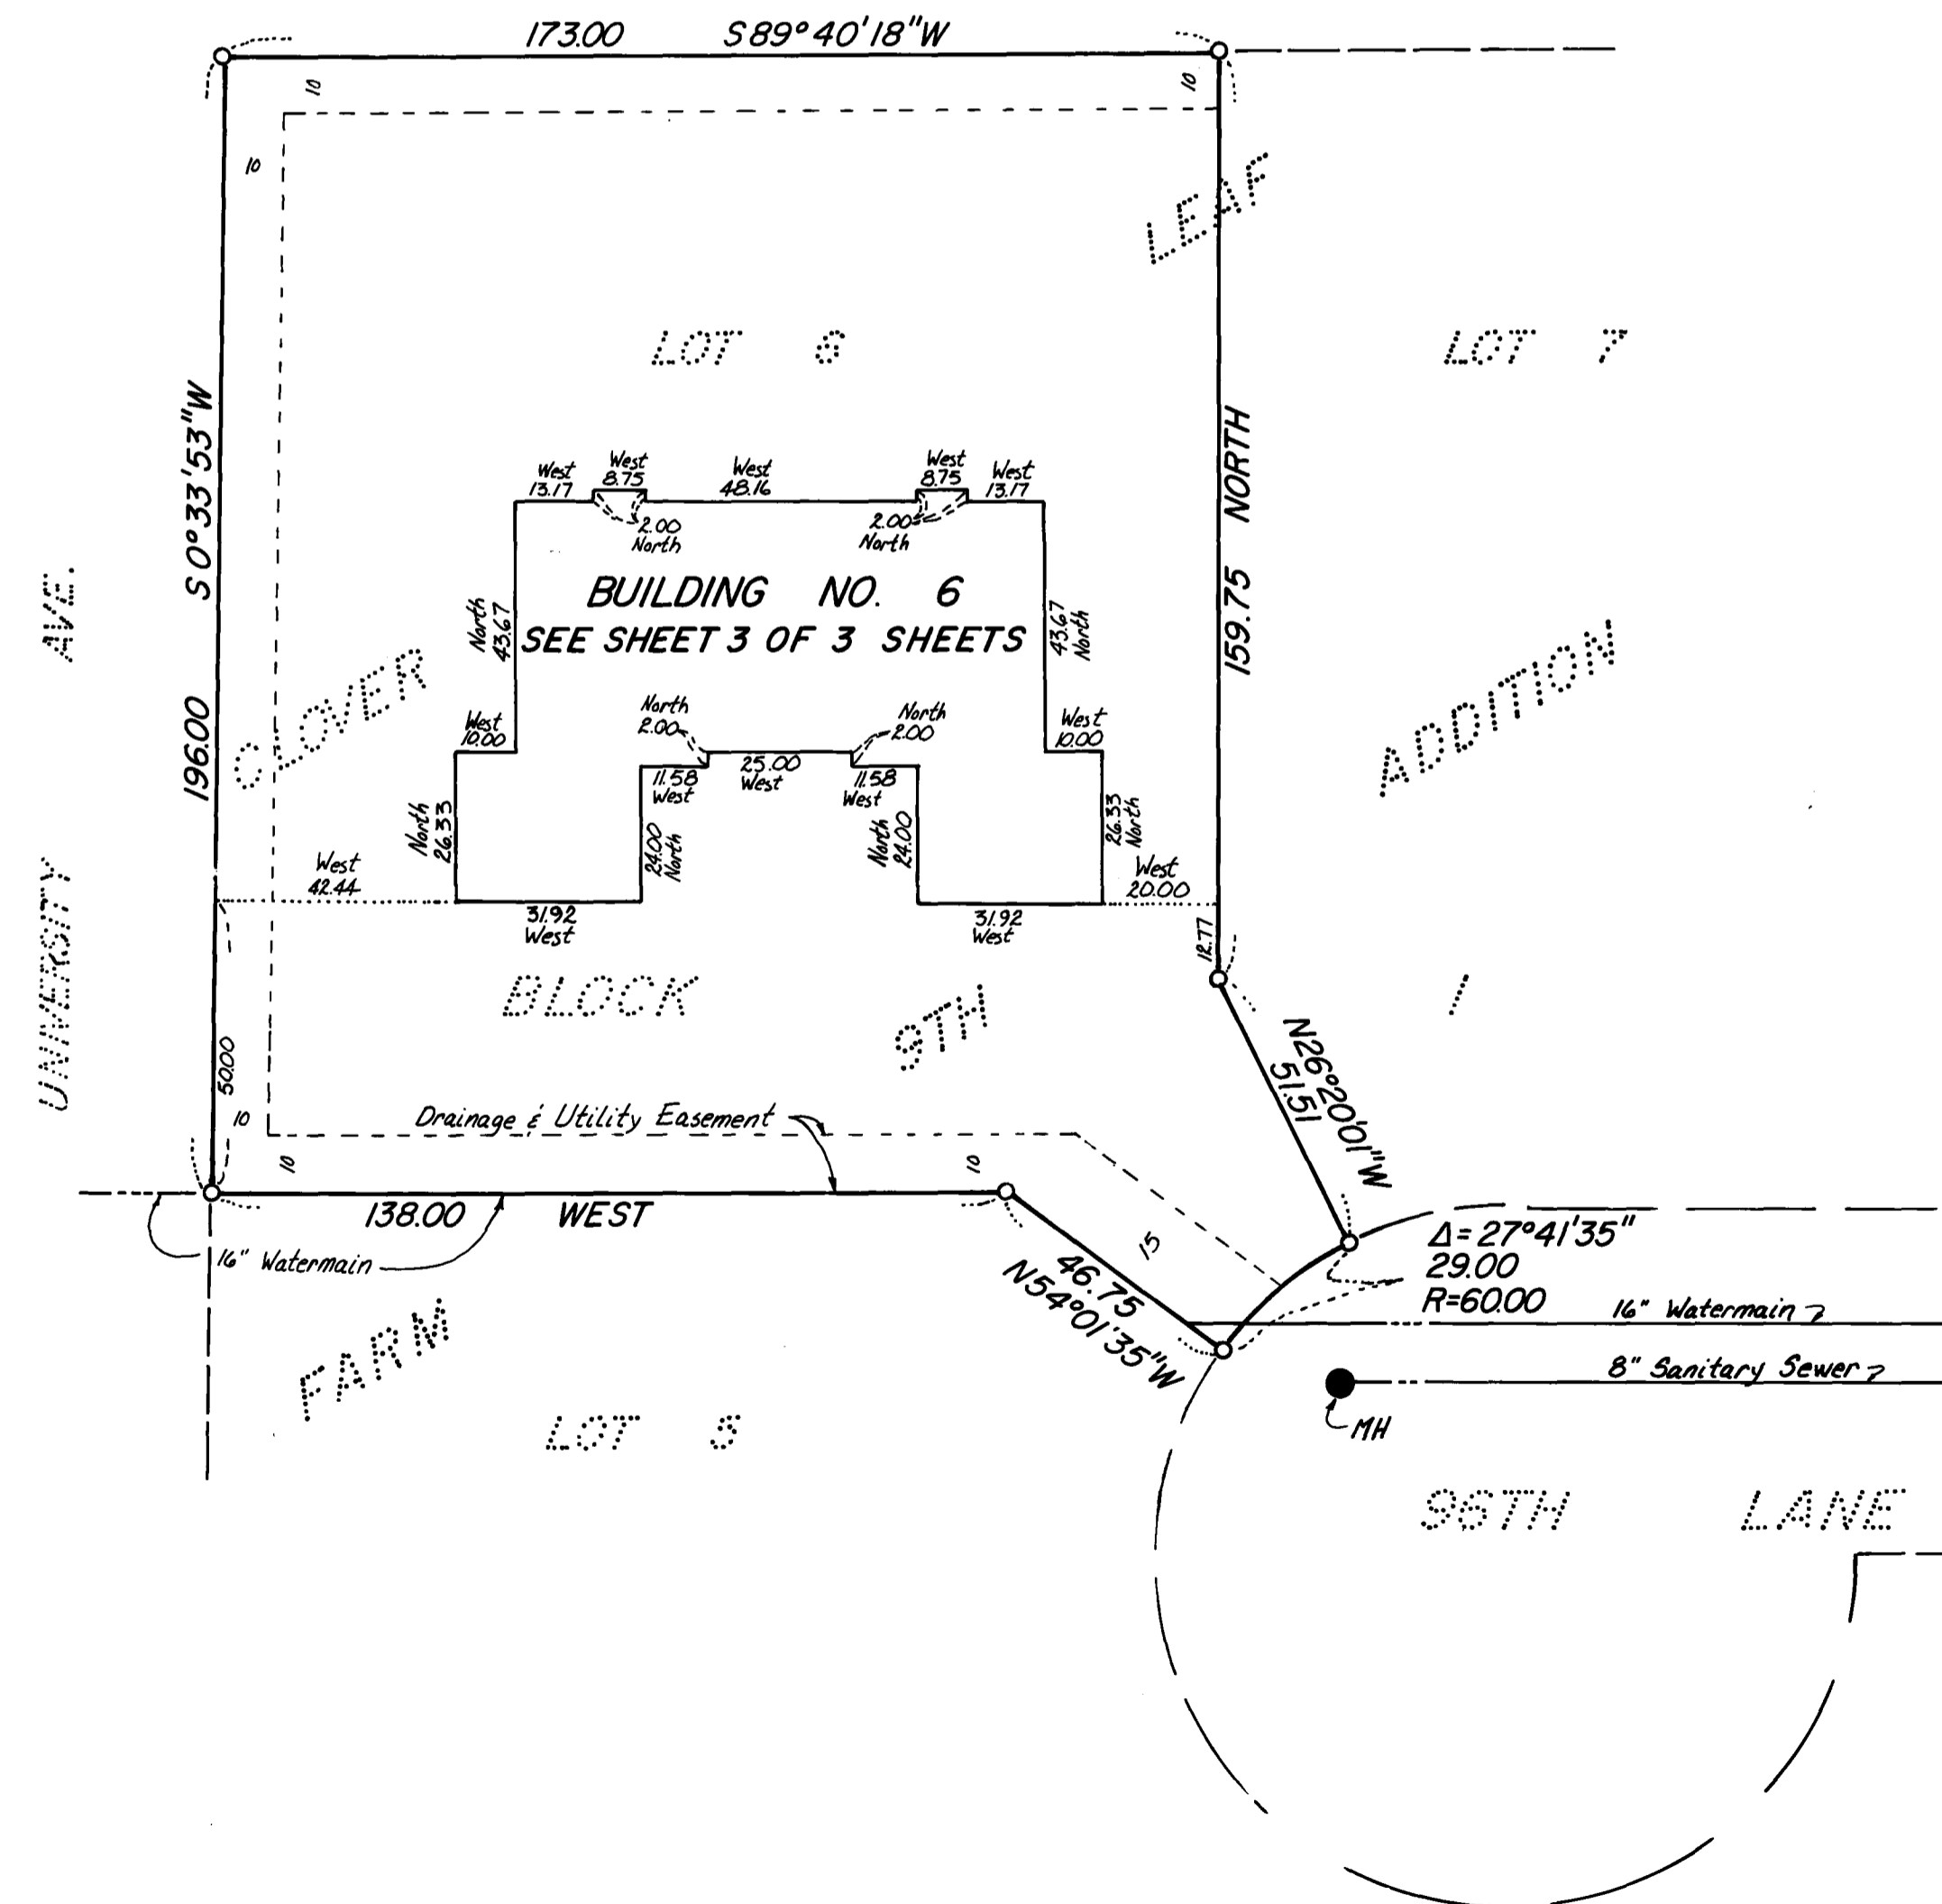 173.00 S89°40'18"W
10
10
10
LEAF
LOT 6
LOT 7
S0°33'53"W
196.00
159.75 NORTH
West
13.17
West
8.75
West
48.16
West
8.75
West
13.17
2.00
North
2.00
North
BUILDING NO. 6
SEE SHEET 3 OF 3 SHEETS
North
43.67
43.67
North
UNIVERSITY AVE.
CLOVER
ADDITION
West
10.00
North
2.00
North
2.00
West
10.00
11.58
West
25.00
West
11.58
West
North
26.33
24.00
North
North
24.00
26.33
North
West
42.44
West
20.00
31.92
West
31.92
West
12.77
BLOCK
9TH
1
N26°20'01"W
51.51
50.00
10
Drainage & Utility Easement
10
10
138.00 WEST
16" Watermain
15
46.75
N54°01'35"W
Δ=27°41'35"
29.00
R=60.00
16" Watermain
8" Sanitary Sewer
MH
FARM
LOT 5
96TH LANE